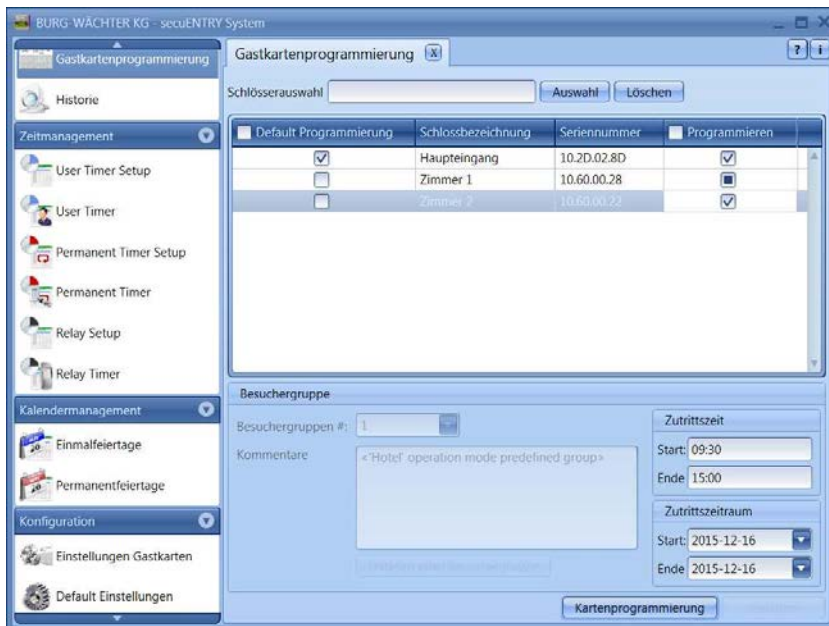 BURG-WÄCHTER KG - secuENTRY System
Gastkartenprogrammierung
Historie
Zeitmanagement
User Timer Setup
User Timer
Permanent Timer Setup
Permanent Timer
Relay Setup
Relay Timer
Kalendermanagement
Einmalfeiertage
Permanentfeiertage
Konfiguration
Einstellungen Gastkarten
Default Einstellungen
Gastkartenprogrammierung X
? i
Schlösserauswahl Auswahl Löschen
Default Programmierung Schlossbezeichnung Seriennummer Programmieren
Haupteingang 10.2D.02.8D
Zimmer 1 10.60.00.28
Zimmer 2 10.60.00.22
Besuchergruppe
Besuchergruppen #: 1
Kommentare <'Hotel' operation mode predefined group>
Zutrittszeit
Start: 09:30
Ende 15:00
Zutrittszeitraum
Start: 2015-12-16
Ende 2015-12-16
Kartenprogrammierung